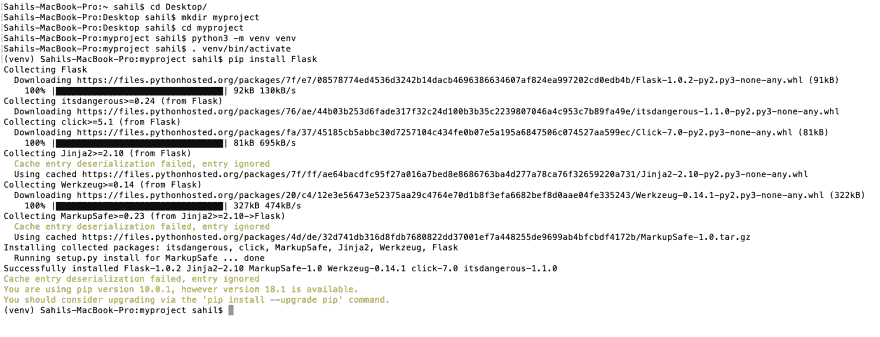 Sahils-MacBook-Pro:~ sahil$ cd Desktop/
Sahils-MacBook-Pro:Desktop sahil$ mkdir myproject
Sahils-MacBook-Pro:Desktop sahil$ cd myproject
Sahils-MacBook-Pro:myproject sahil$ python3 -m venv venv
Sahils-MacBook-Pro:myproject sahil$ . venv/bin/activate
(venv) Sahils-MacBook-Pro:myproject sahil$ pip install Flask
Collecting Flask
Downloading https://files.pythonhosted.org/packages/7f/e7/08578774ed4536d3242b14dacb4696386634607af824ea997202cd0edb4b/Flask-1.0.2-py2.py3-none-any.whl (91kB)
100% |████████████████████████████████| 92kB 130kB/s
Collecting itsdangerous>=0.24 (from Flask)
Downloading https://files.pythonhosted.org/packages/76/ae/44b03b253d6fade317f32c24d100b3b35c2239807046a4c953c7b89fa49e/itsdangerous-1.1.0-py2.py3-none-any.whl
Collecting click>=5.1 (from Flask)
Downloading https://files.pythonhosted.org/packages/fa/37/45185cb5abbc30d7257104c434fe0b07e5a195a6847506c074527aa599ec/Click-7.0-py2.py3-none-any.whl (81kB)
100% |████████████████████████████████| 81kB 695kB/s
Collecting Jinja2>=2.10 (from Flask)
Cache entry deserialization failed, entry ignored
Using cached https://files.pythonhosted.org/packages/7f/ff/ae64bacdfc95f27a016a7bed8e8686763ba4d277a78ca76f32659220a731/Jinja2-2.10-py2.py3-none-any.whl
Collecting Werkzeug>=0.14 (from Flask)
Downloading https://files.pythonhosted.org/packages/20/c4/12e3e56473e52375aa29c4764e70d1b8f3efa6682bef8d0aae04fe335243/Werkzeug-0.14.1-py2.py3-none-any.whl (322kB)
100% |████████████████████████████████| 327kB 474kB/s
Collecting MarkupSafe>=0.23 (from Jinja2>=2.10->Flask)
Cache entry deserialization failed, entry ignored
Using cached https://files.pythonhosted.org/packages/4d/de/32d741db316d8fdb7680822dd37001ef7a448255de9699ab4bfcbdf4172b/MarkupSafe-1.0.tar.gz
Installing collected packages: itsdangerous, click, MarkupSafe, Jinja2, Werkzeug, Flask
Running setup.py install for MarkupSafe ... done
Successfully installed Flask-1.0.2 Jinja2-2.10 MarkupSafe-1.0 Werkzeug-0.14.1 click-7.0 itsdangerous-1.1.0
Cache entry deserialization failed, entry ignored
You are using pip version 10.0.1, however version 18.1 is available.
You should consider upgrading via the 'pip install --upgrade pip' command.
(venv) Sahils-MacBook-Pro:myproject sahil$